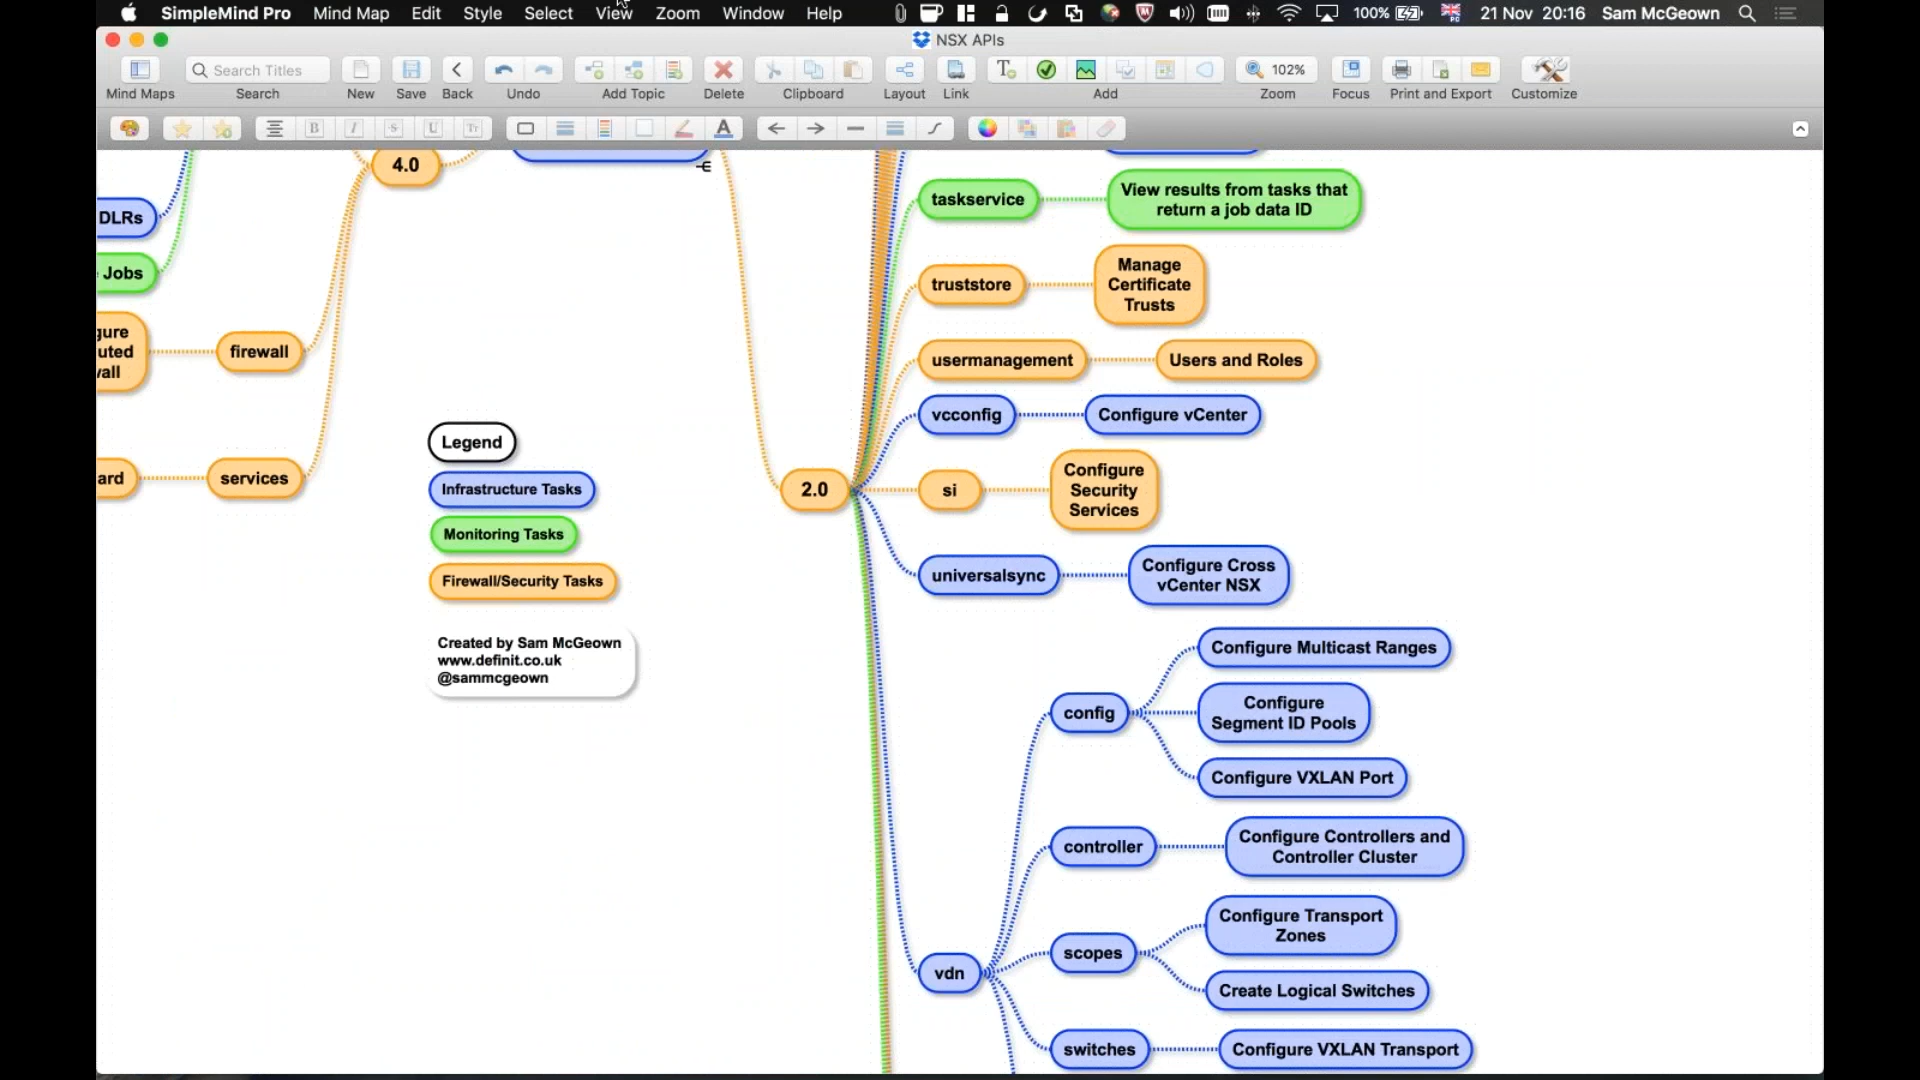 SimpleMind Pro Mind Map Edit Style Select View Zoom Window Help 100% 21 Nov 20:16 Sam McGeown
NSX APIs
Search Titles
102%
Mind Maps Search New Save Back Undo Add Topic Delete Clipboard Layout Link Add Zoom Focus Print and Export Customize
4.0
DLRs
Jobs
gure
uted
vall
firewall
ard
services
Legend
Infrastructure Tasks
Monitoring Tasks
Firewall/Security Tasks
Created by Sam McGeown
www.definit.co.uk
@sammcgeown
2.0
taskservice
View results from tasks that
return a job data ID
truststore
Manage
Certificate
Trusts
usermanagement
Users and Roles
vcconfig
Configure vCenter
si
Configure
Security
Services
universalsync
Configure Cross
vCenter NSX
vdn
config
Configure Multicast Ranges
Configure
Segment ID Pools
Configure VXLAN Port
controller
Configure Controllers and
Controller Cluster
scopes
Configure Transport
Zones
Create Logical Switches
switches
Configure VXLAN Transport